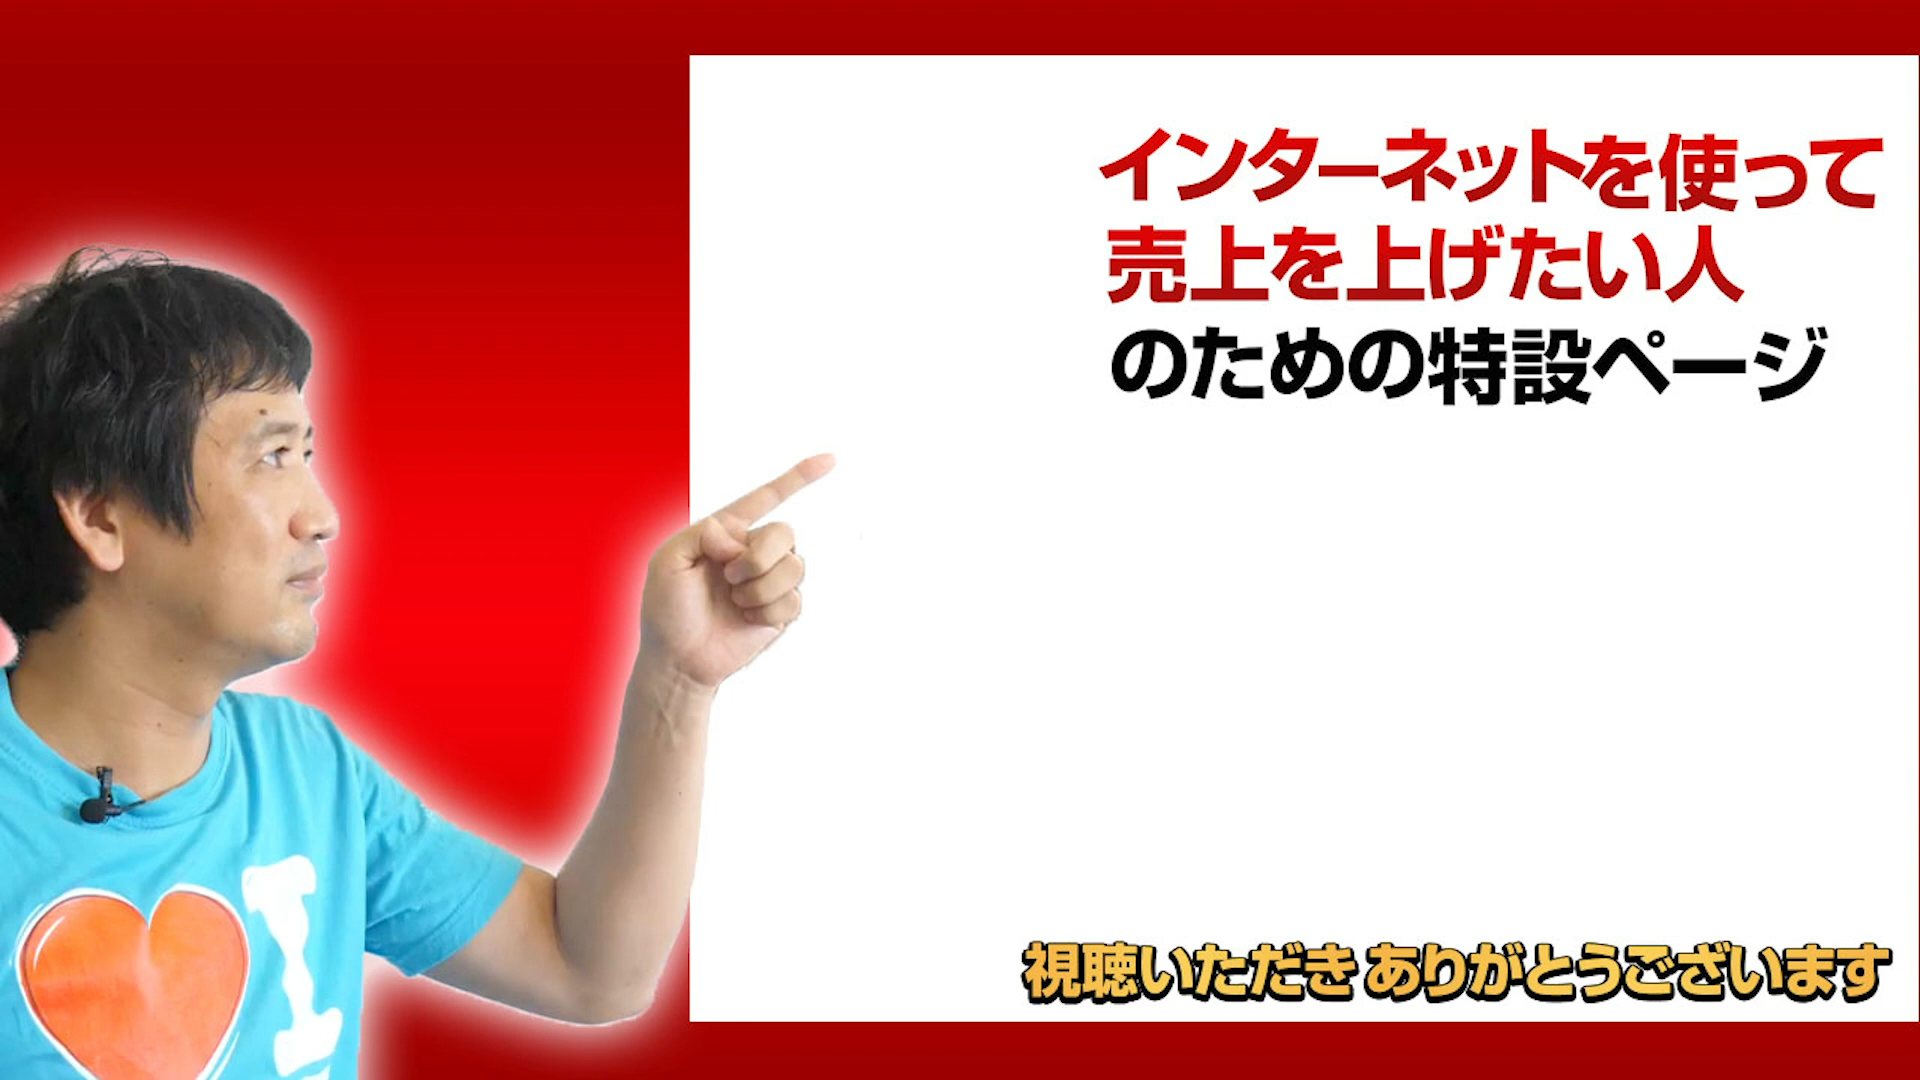 インターネットを使って
売上を上げたい人
のための特設ページ
I
視聴いただき ありがとうございます